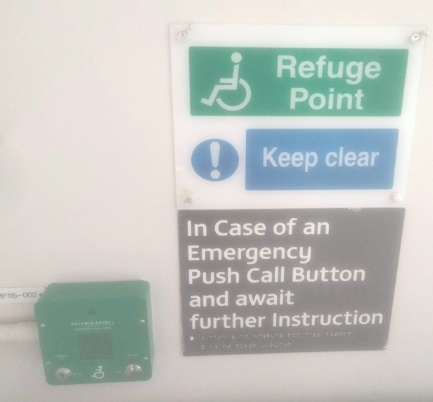 Refuge
Point
Keep clear
In Case of an
Emergency
Push Call Button
and await
further Instruction